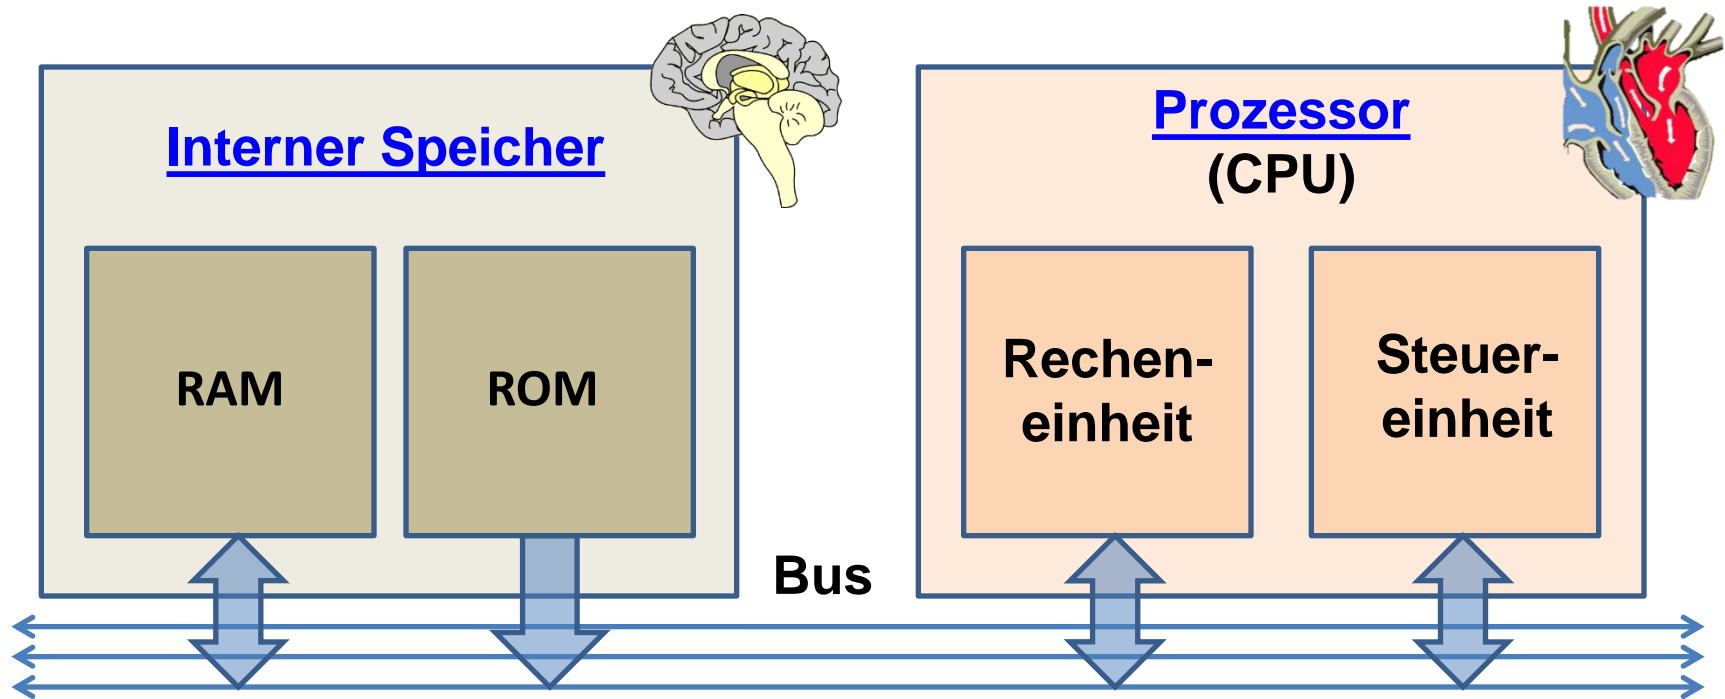 Interner Speicher
RAM
ROM
Bus
Prozessor
(CPU)
Rechen-
einheit
Steuer-
einheit